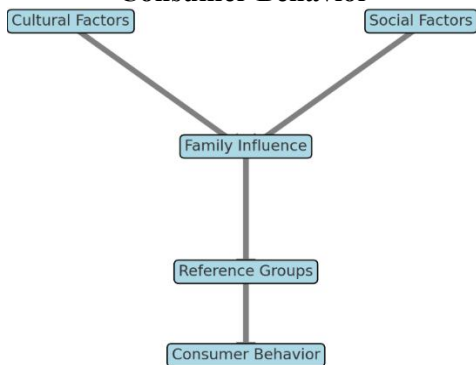 Consumer Behavior
Cultural Factors
Social Factors
Family Influence
Reference Groups
Consumer Behavior